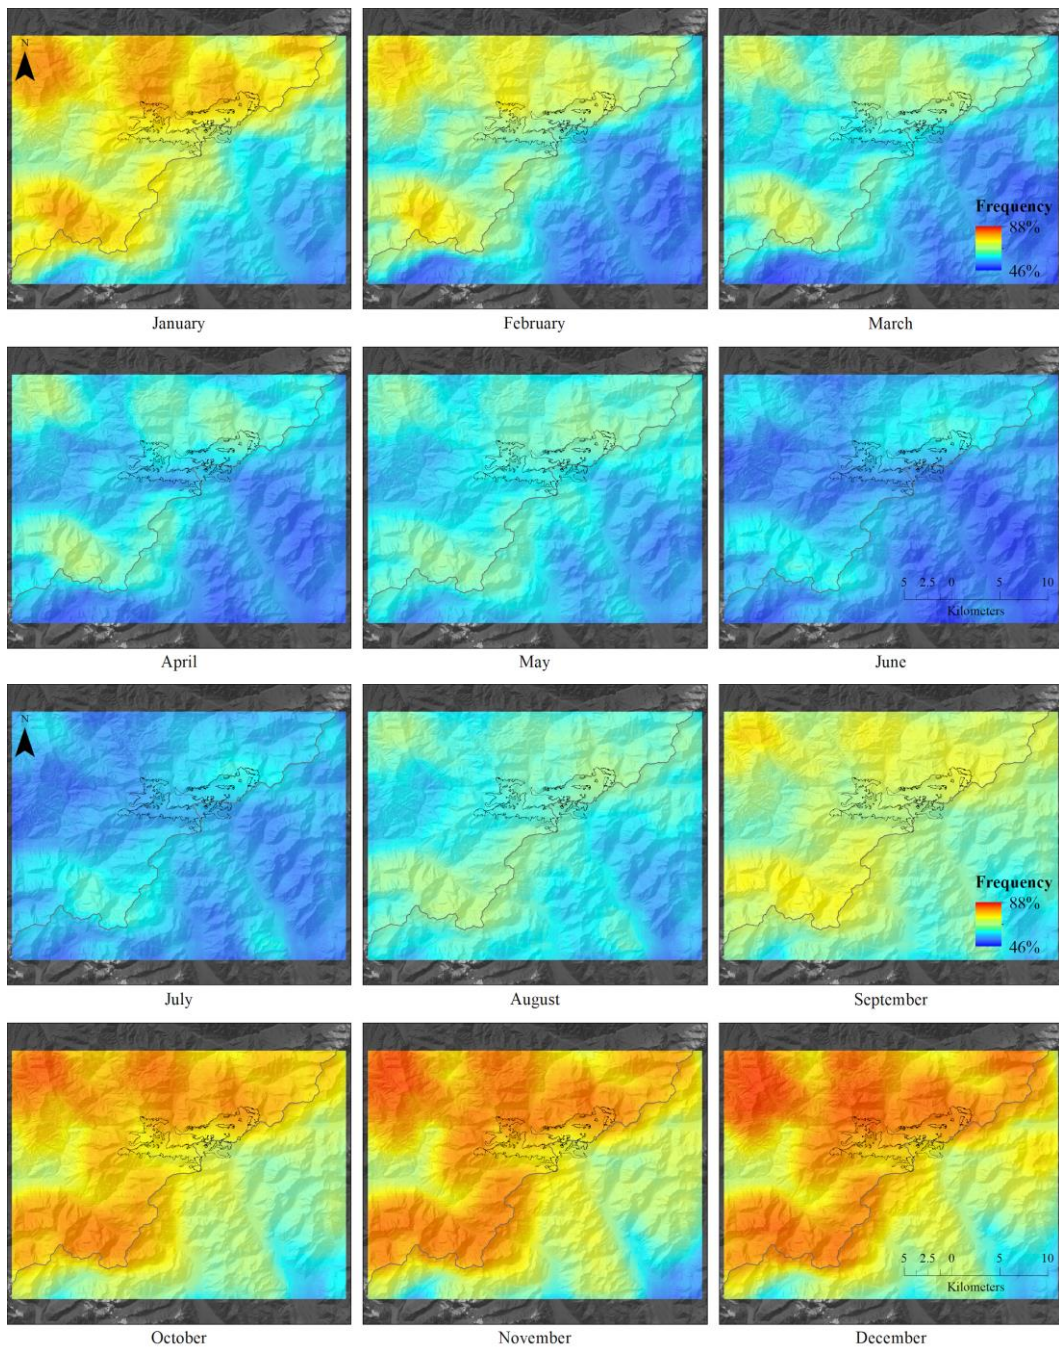 N
Frequency
88%
46%
January
February
March
5 2.5 0 5 10
Kilometers
April
May
June
N
Frequency
88%
46%
July
August
September
5 2.5 0 5 10
Kilometers
October
November
December